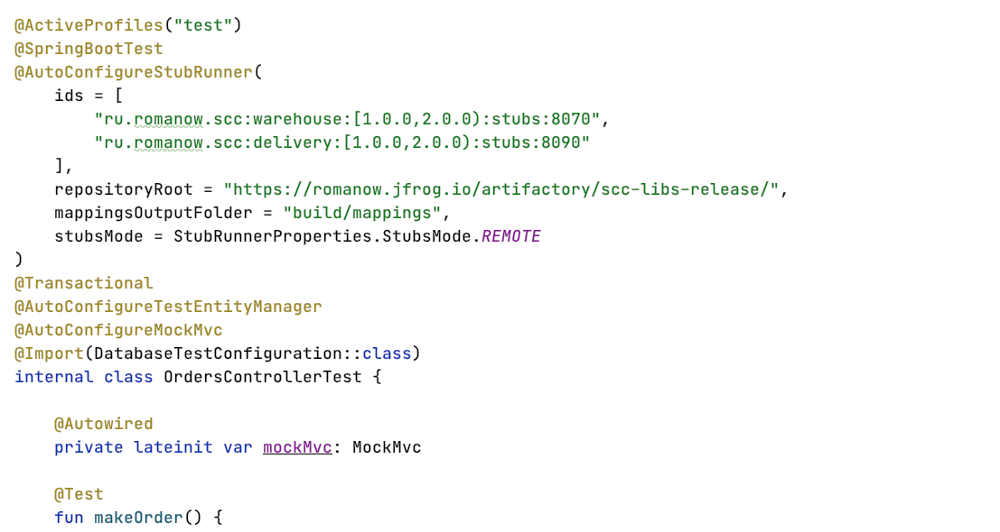 @ActiveProfiles("test")
@SpringBootTest
@AutoConfigureStubRunner(
    ids = [
        "ru.romanow.scc:warehouse:[1.0.0,2.0.0):stubs:8070",
        "ru.romanow.scc:delivery:[1.0.0,2.0.0):stubs:8090"
    ],
    repositoryRoot = "https://romanow.jfrog.io/artifactory/scc-libs-release/",
    mappingsOutputFolder = "build/mappings",
    stubsMode = StubRunnerProperties.StubsMode.REMOTE
)
@Transactional
@AutoConfigureTestEntityManager
@AutoConfigureMockMvc
@Import(DatabaseTestConfiguration::class)
internal class OrdersControllerTest {
    @Autowired
    private lateinit var mockMvc: MockMvc
    @Test
    fun makeOrder() {